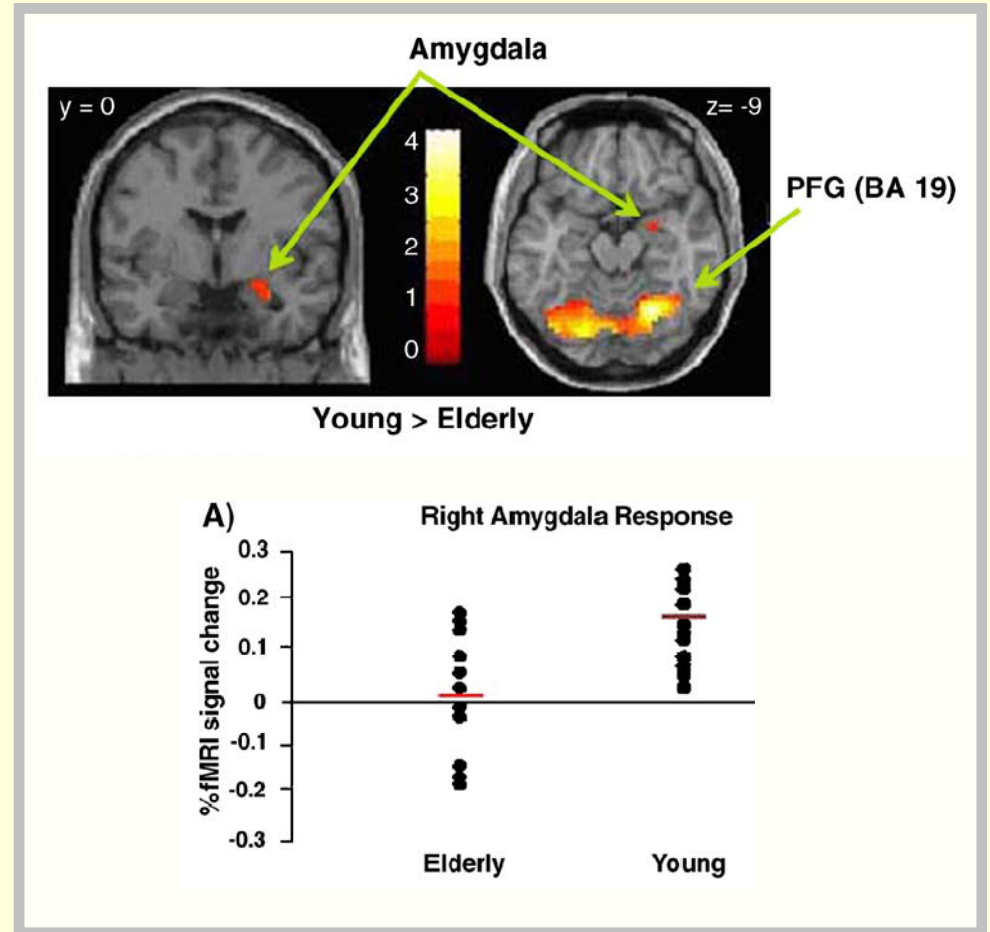 Amygdala
y = 0
z= -9
4
3
2
1
0
PFG (BA 19)
Young > Elderly
A)
Right Amygdala Response
%fMRI signal change
0.3
0.2
0.1
0
-0.1
-0.2
-0.3
Elderly
Young